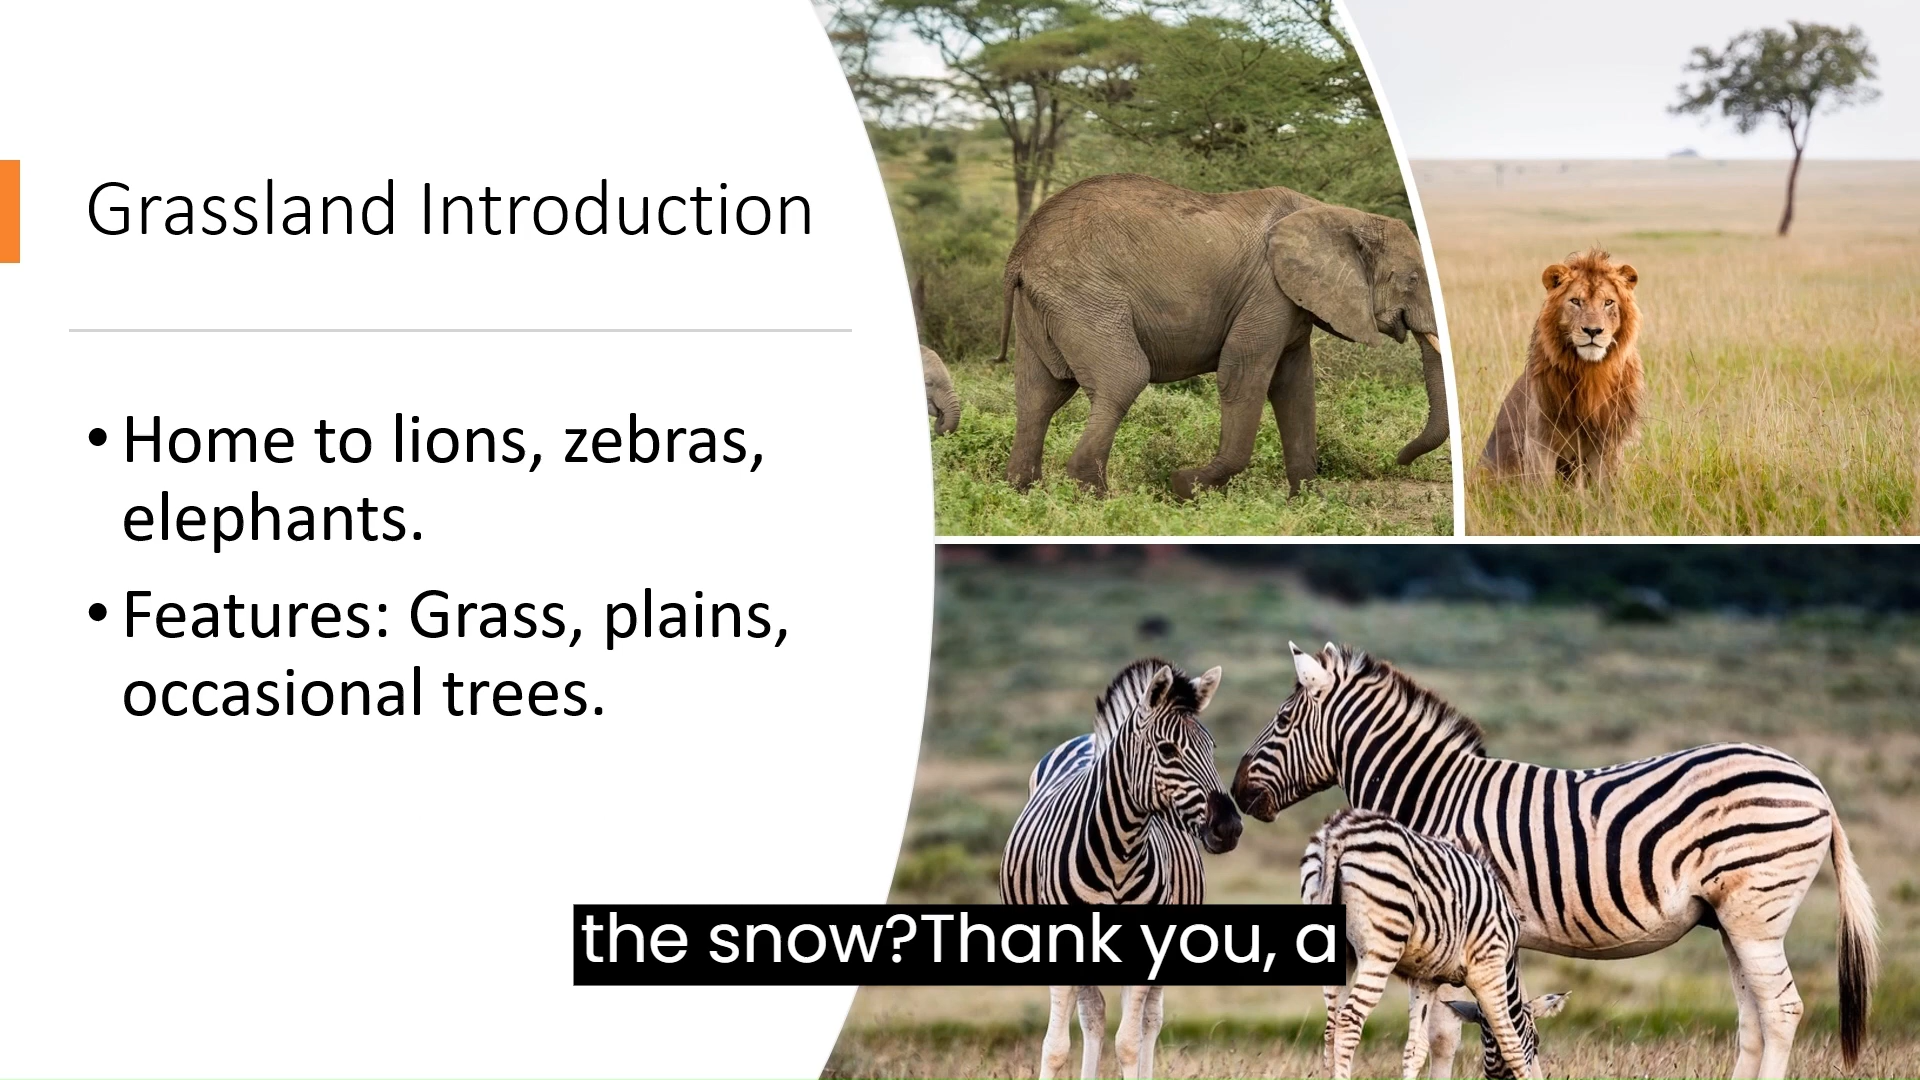 Grassland Introduction
• Home to lions, zebras,
elephants.
• Features: Grass, plains,
occasional trees.
the snow?Thank you, a